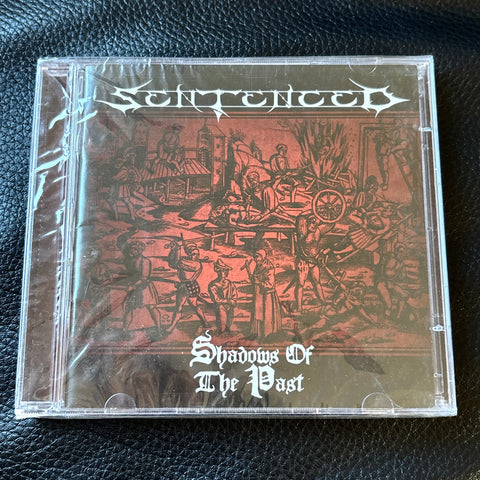 SENTENCED
Shadows Of
The Past